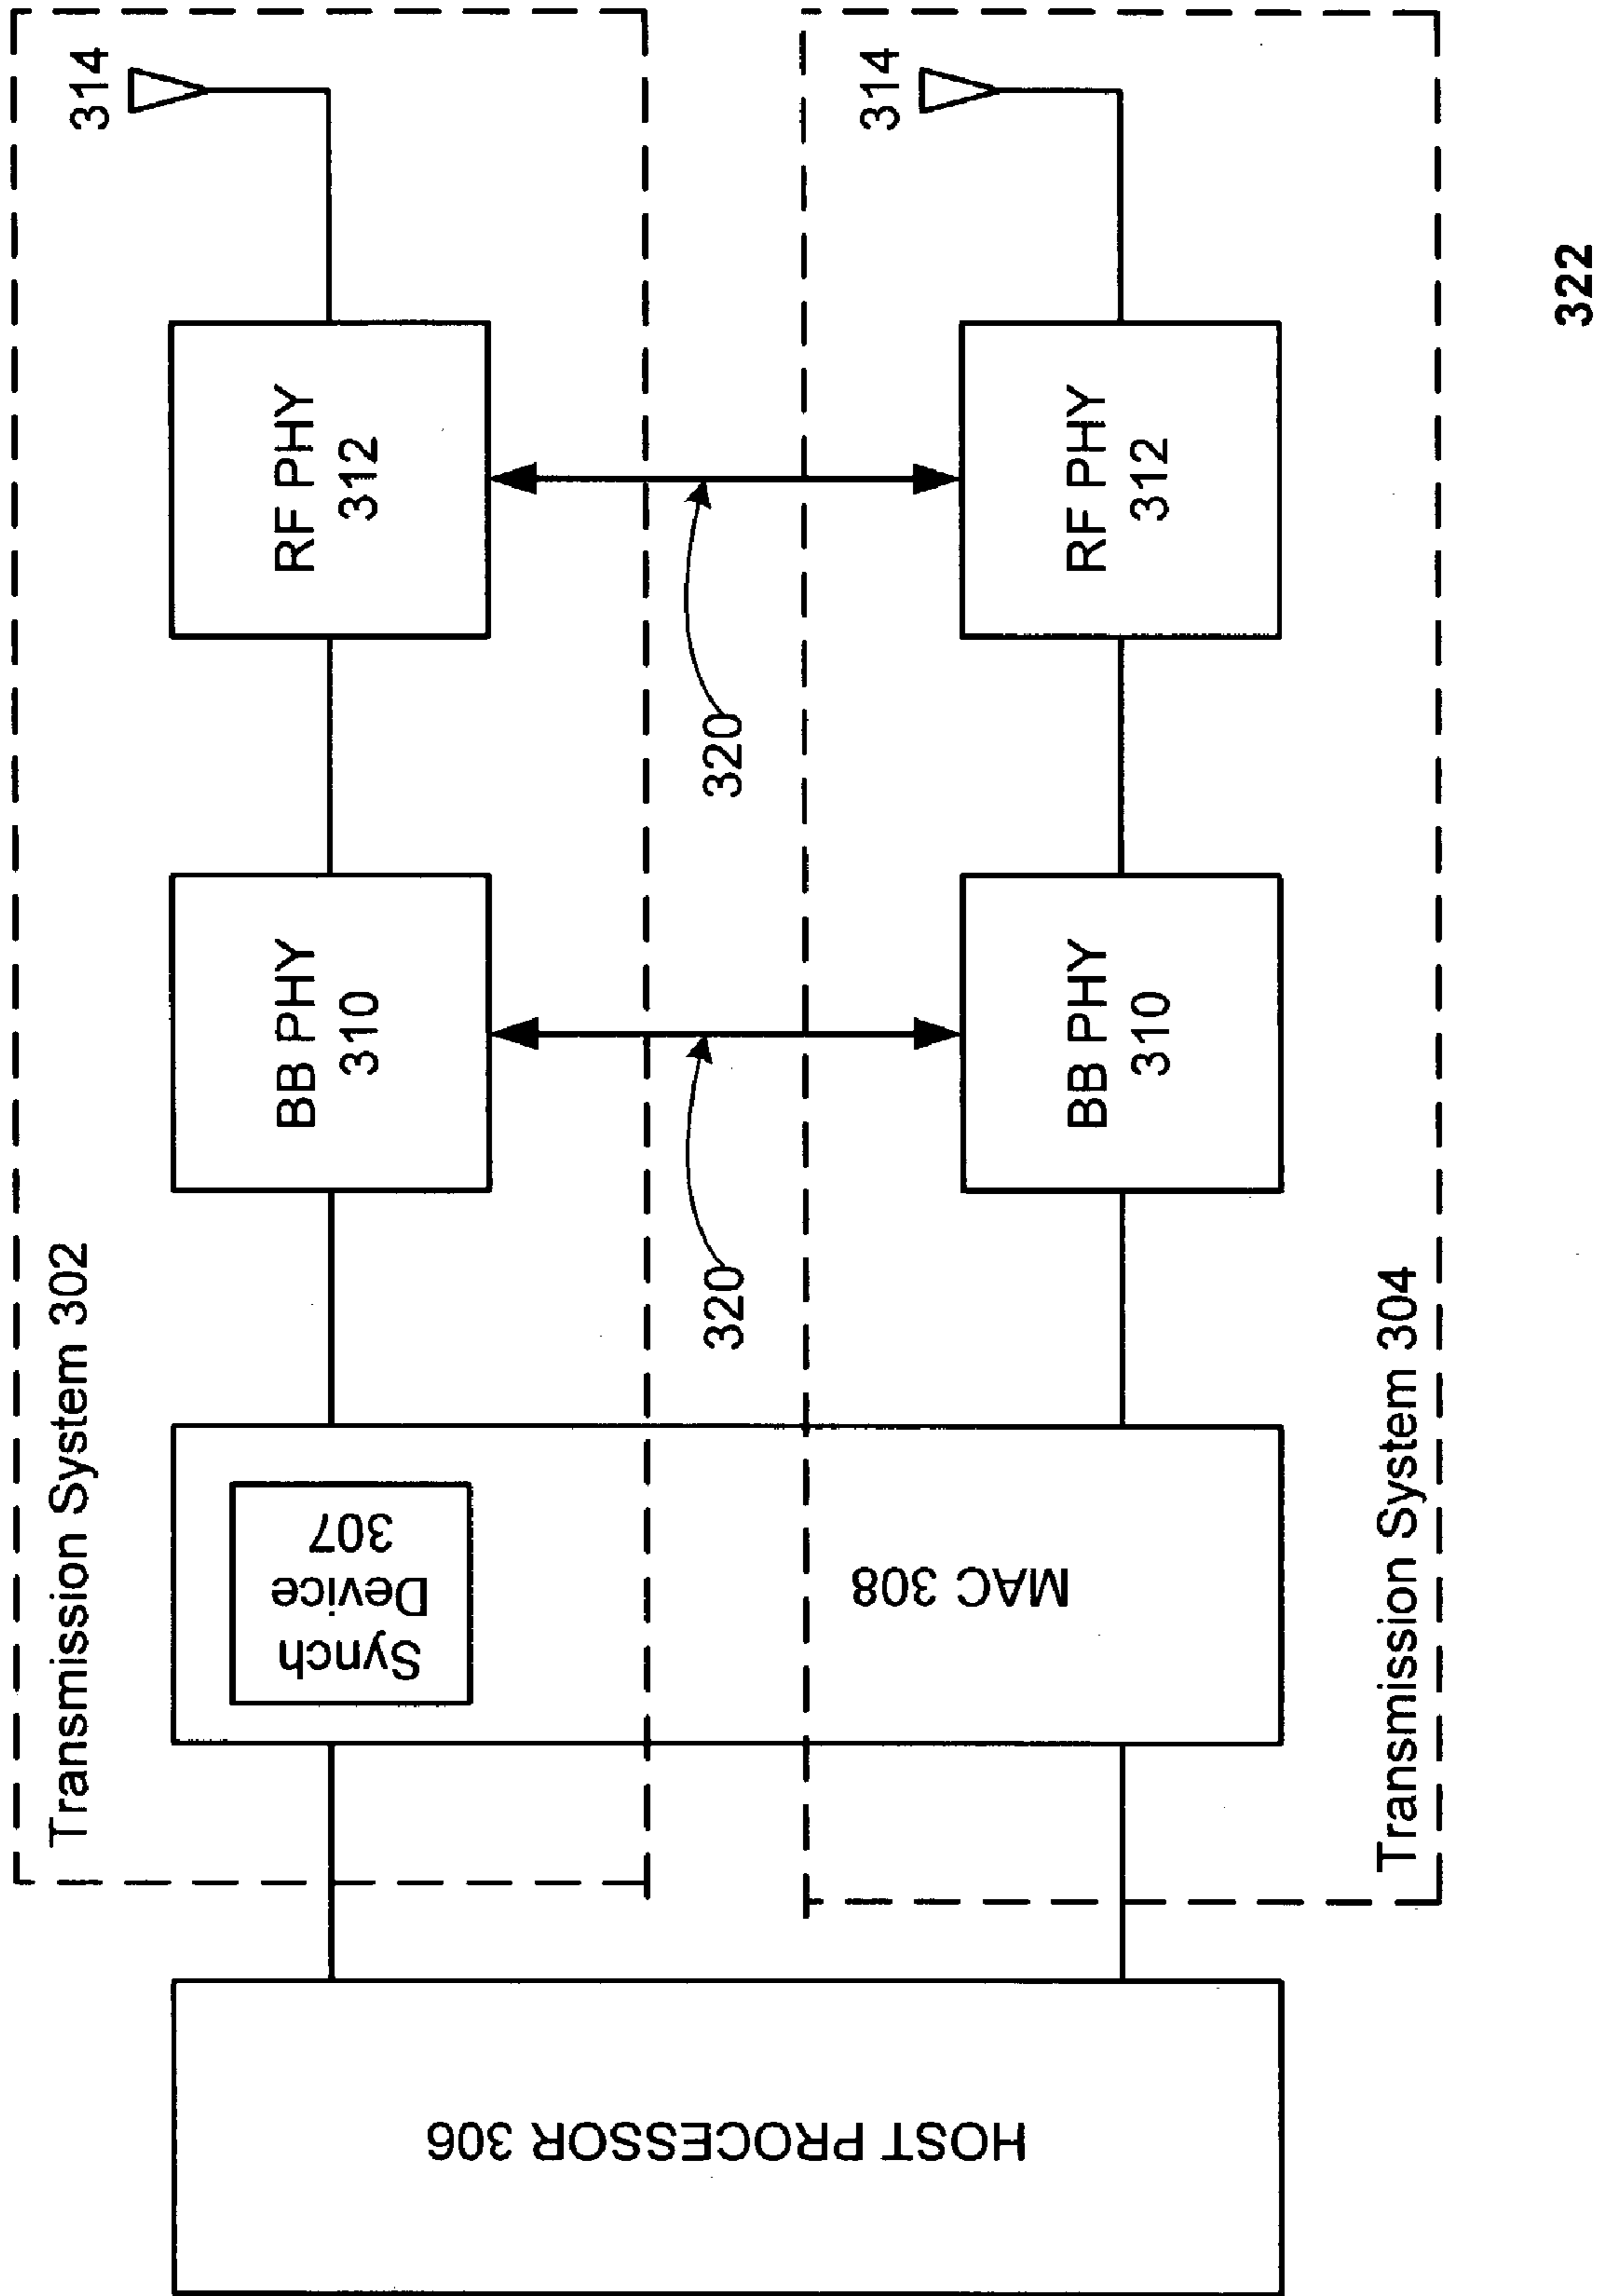 Transmission System 302
314
HOST PROCESSOR 306
Synch
Device
307
MAC 308
BB PHY
310
RF PHY
312
320
320
BB PHY
310
RF PHY
312
314
Transmission System 304
322